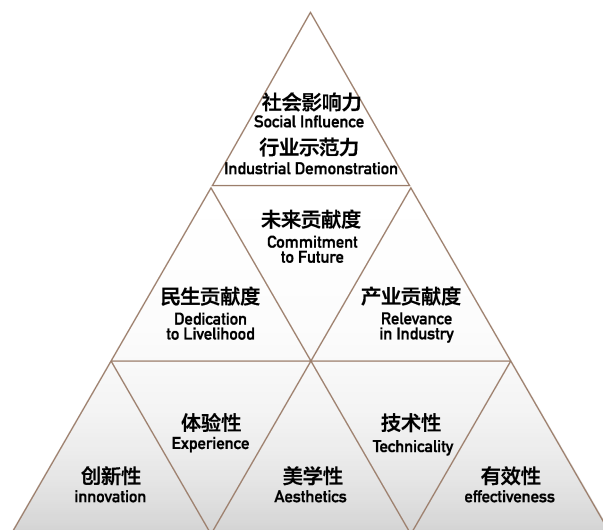 社会影响力
Social Influence
行业示范力
Industrial Demonstration
未来贡献度
Commitment
to Future
民生贡献度
Dedication
to Livelihood
产业贡献度
Relevance
in Industry
体验性
Experience
技术性
Technicality
创新性
innovation
美学性
Aesthetics
有效性
effectiveness